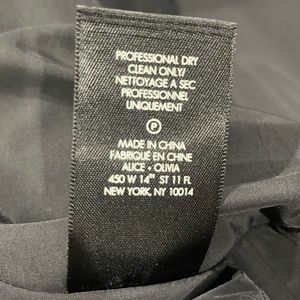 PROFESSIONAL DRY
CLEAN ONLY/
NETTOYAGE A SEC
PROFESSIONNEL
UNIQUEMENT
P
MADE IN CHINA
FABRIQUÉ EN CHINE
ALICE + OLIVIA
450 W 14TH ST 11 FL
NEW YORK, NY 10014